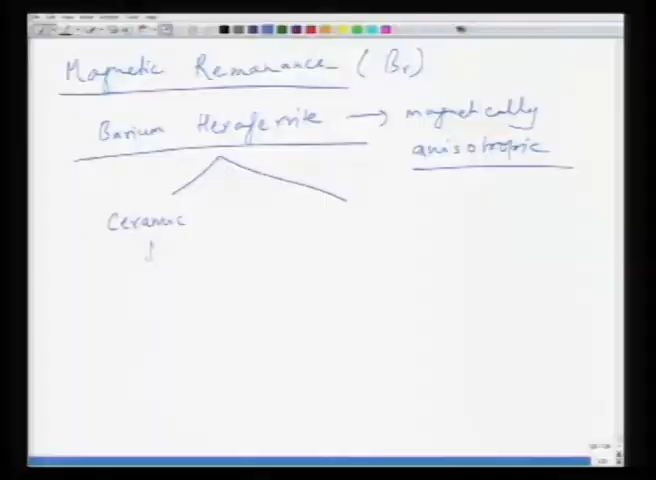 Magnetic Remanance (Br)
Barium Hexaferrite → magnetically
anisotropic
Ceramic